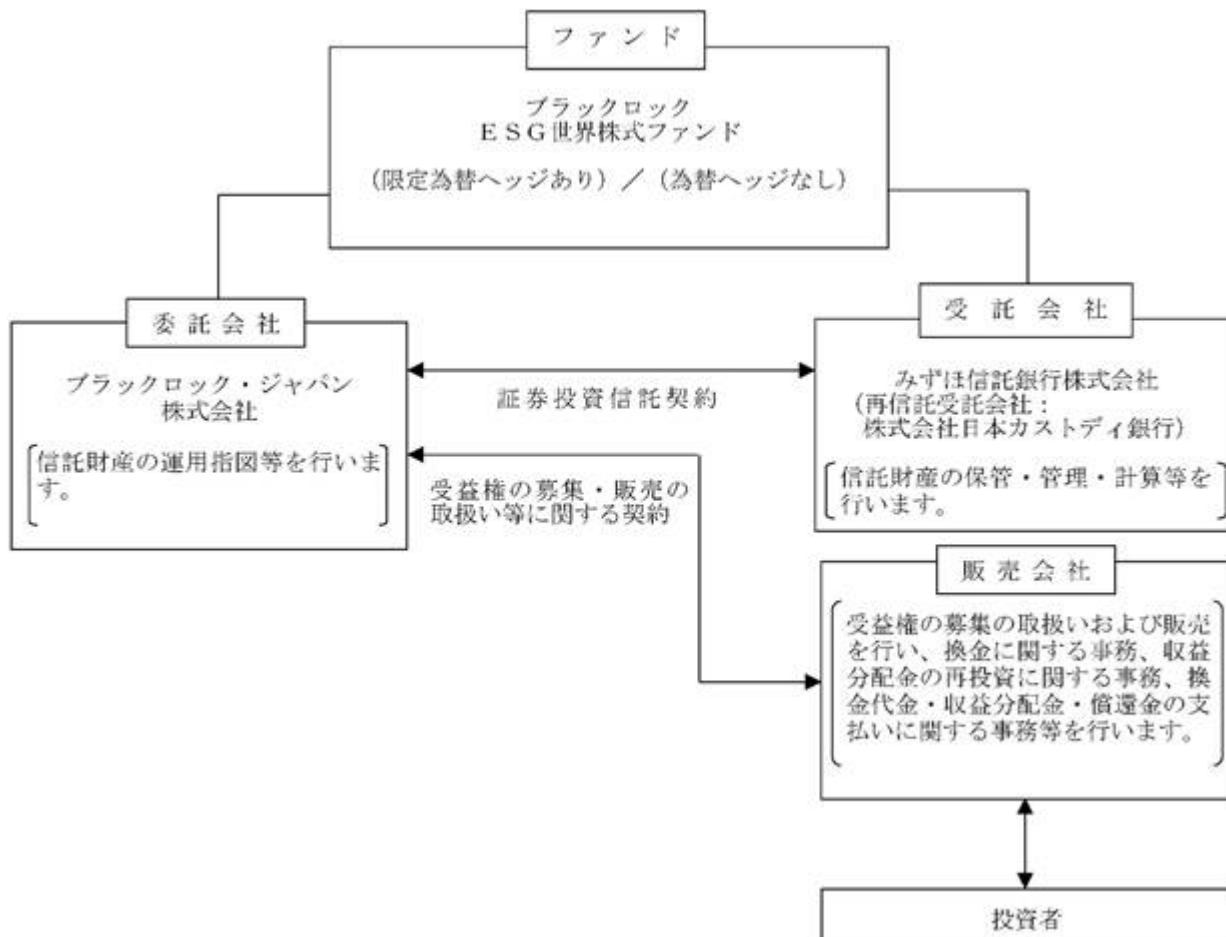 ファンド
ブラックロック
ＥＳＧ世界株式ファンド
（限定為替ヘッジあり）／（為替ヘッジなし）
委託会社
ブラックロック・ジャパン
株式会社
信託財産の運用指図等を行いま
す。
証券投資信託契約
受益権の募集・販売の
取扱い等に関する契約
受託会社
みずほ信託銀行株式会社
（再信託受託会社：
株式会社日本カストディ銀行）
信託財産の保管・管理・計算等を
行います。
販売会社
受益権の募集の取扱いおよび販売
を行い、換金に関する事務、収益
分配金の再投資に関する事務、換
金代金・収益分配金・償還金の支
払いに関する事務等を行います。
投資者